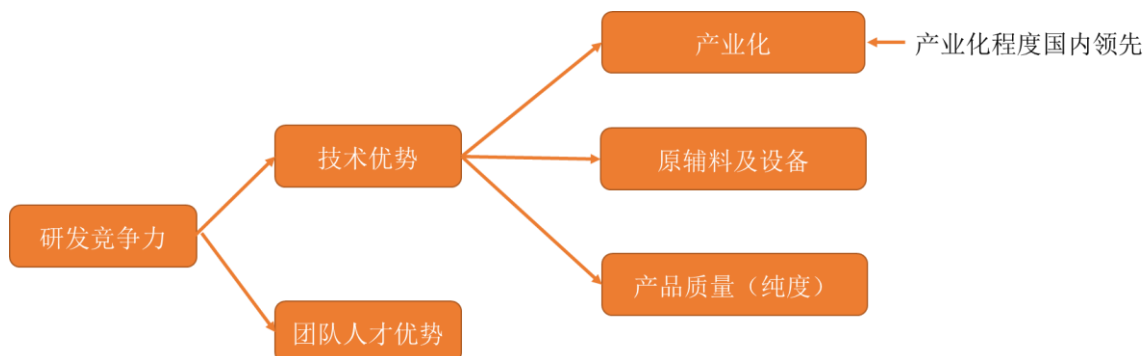 产业化
产业化程度国内领先
技术优势
原辅料及设备
研发竞争力
产品质量（纯度）
团队人才优势